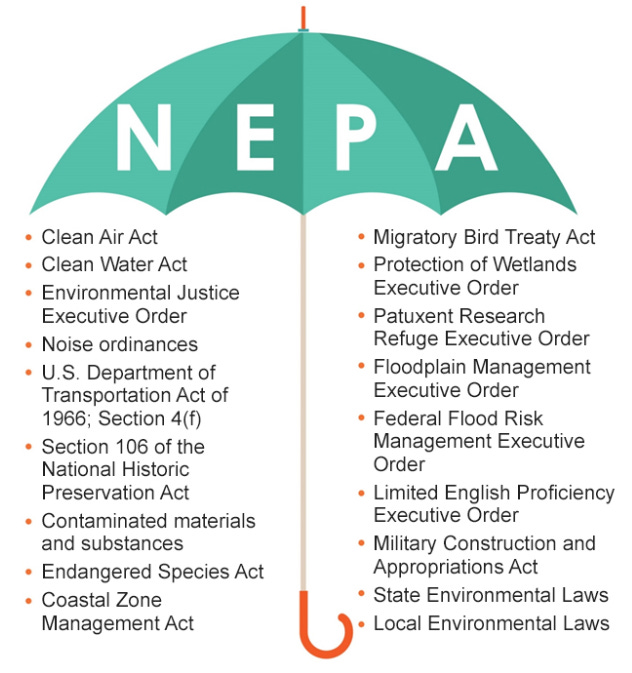 NEPA
• Clean Air Act
• Clean Water Act
• Environmental Justice
Executive Order
• Noise ordinances
• U.S. Department of
Transportation Act of
1966; Section 4(f)
• Section 106 of the
National Historic
Preservation Act
• Contaminated materials
and substances
• Endangered Species Act
• Coastal Zone
Management Act
• Migratory Bird Treaty Act
• Protection of Wetlands
Executive Order
• Patuxent Research
Refuge Executive Order
• Floodplain Management
Executive Order
• Federal Flood Risk
Management Executive
Order
• Limited English Proficiency
Executive Order
• Military Construction and
Appropriations Act
• State Environmental Laws
• Local Environmental Laws